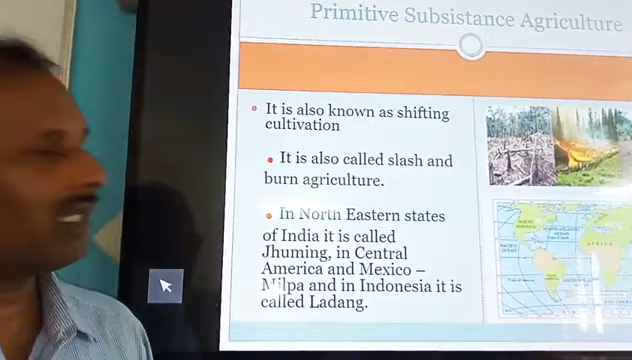 Primitive Subsistance Agriculture
It is also known as shifting
cultivation
It is also called slash and
burn agriculture.
In North Eastern states
of India it is called
Jhuming, in Central
America and Mexico –
Milpa and in Indonesia it is
called Ladang.
AFRICA